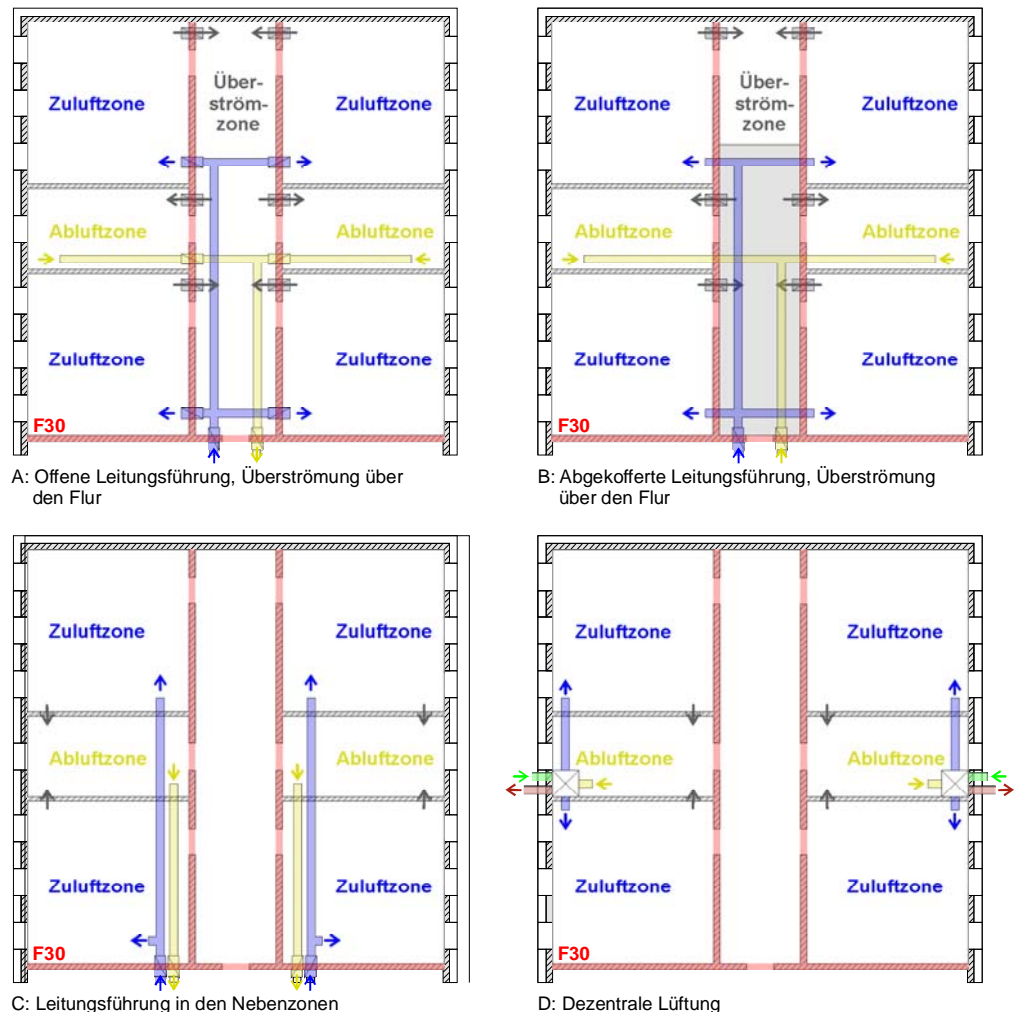 Zuluftzone
Über-
ström-
zone
Zuluftzone
Abluftzone
Abluftzone
Zuluftzone
Zuluftzone
F30
A: Offene Leitungsführung, Überströmung über
den Flur
Zuluftzone
Über-
ström-
zone
Zuluftzone
Abluftzone
Abluftzone
Zuluftzone
Zuluftzone
F30
B: Abgekofferte Leitungsführung, Überströmung
über den Flur
Zuluftzone
Zuluftzone
Abluftzone
Abluftzone
Zuluftzone
Zuluftzone
F30
C: Leitungsführung in den Nebenzonen
Zuluftzone
Zuluftzone
Abluftzone
Abluftzone
Zuluftzone
Zuluftzone
F30
D: Dezentrale Lüftung